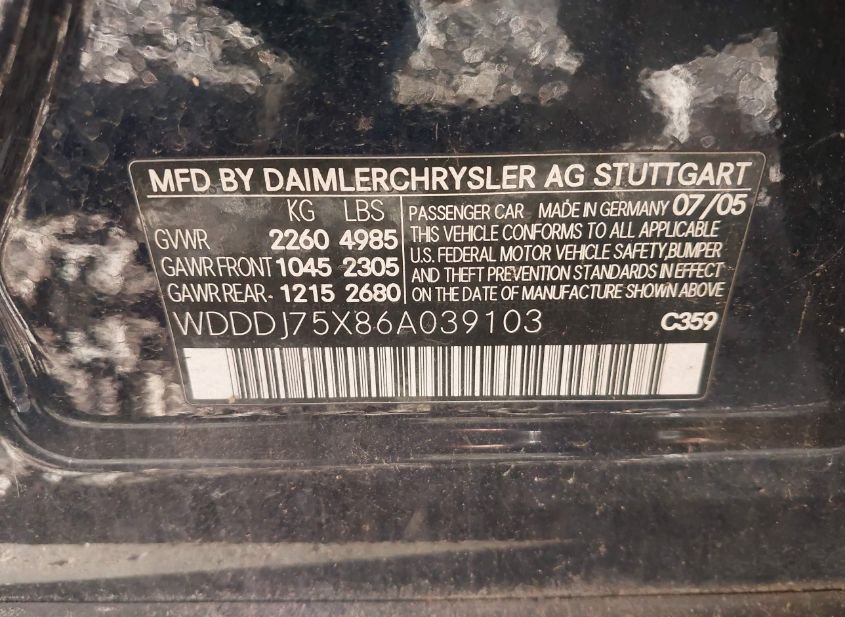 MFD BY DAIMLERCHRYSLER AG STUTTGART
KG LBS
GVWR 2260 4985
GAWR FRONT 1045 2305
GAWR REAR 1215 2680
PASSENGER CAR MADE IN GERMANY 07/05
THIS VEHICLE CONFORMS TO ALL APPLICABLE
U.S. FEDERAL MOTOR VEHICLE SAFETY, BUMPER
AND THEFT PREVENTION STANDARDS IN EFFECT
ON THE DATE OF MANUFACTURE SHOWN ABOVE
WDDDJ75X86A039103 C359